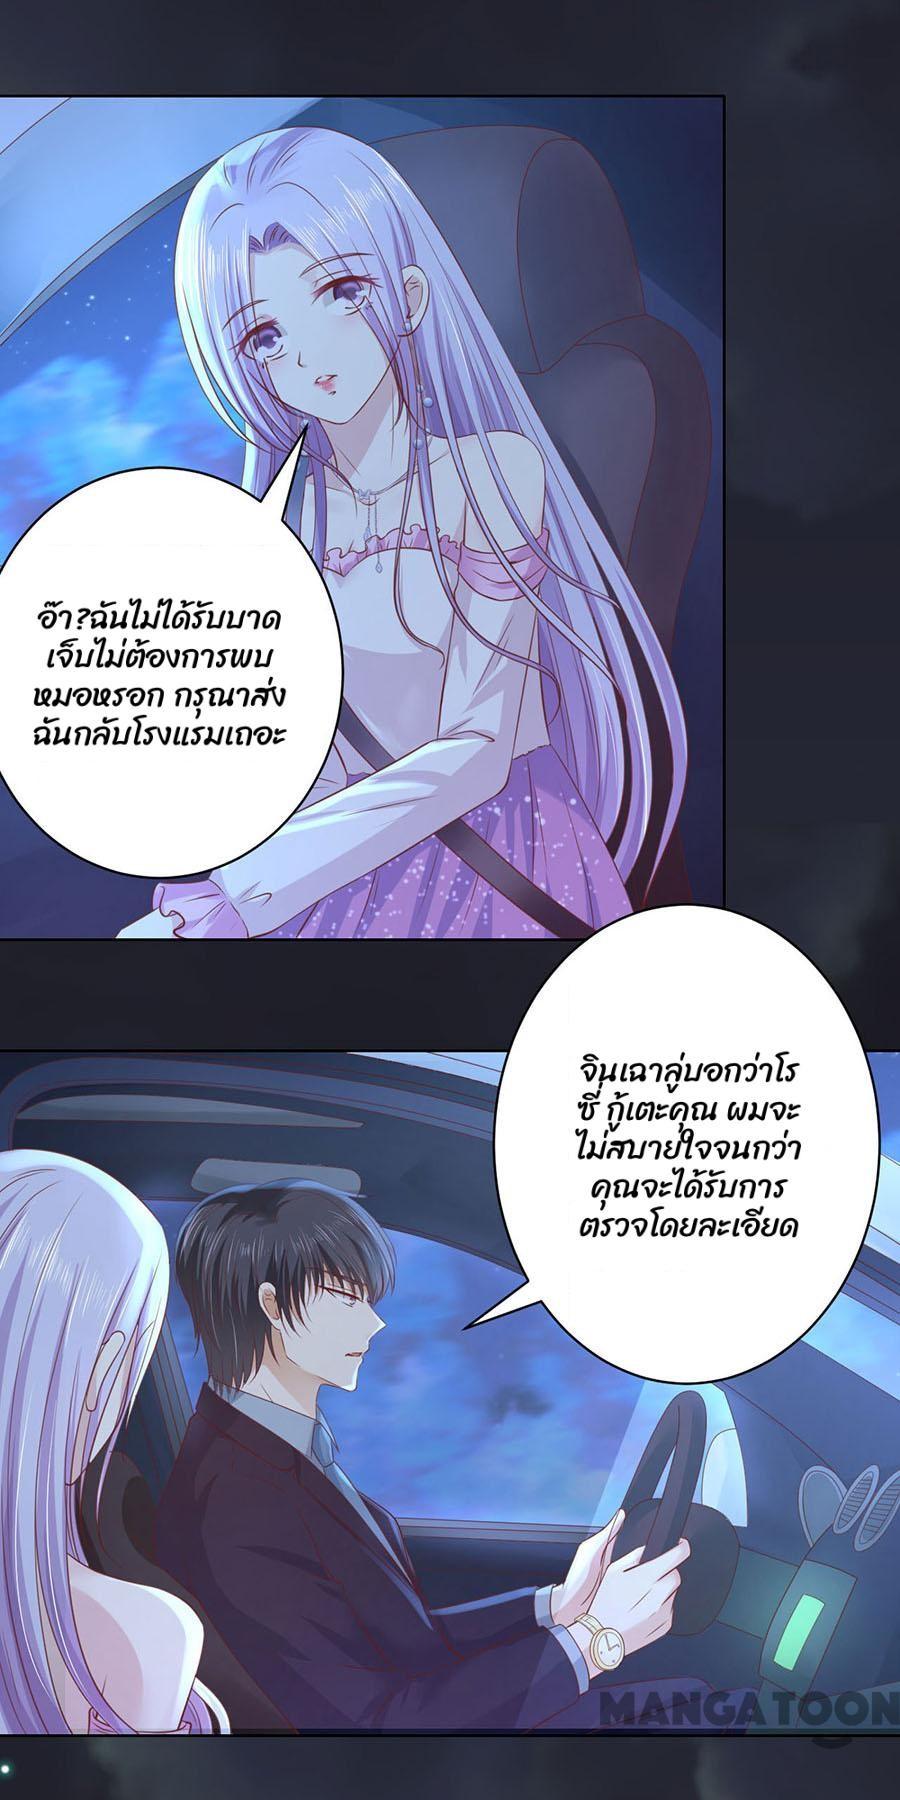 อ๊า?ฉันไม่ได้รับบาด
เจ็บไม่ต้องการพบ
หมอหรอก กรุณาส่ง
ฉันกลับโรงแรมเถอะ
จินเฉาลู่บอกว่าโร
ซี่ กู้เตะคุณ ผมจะ
ไม่สบายใจจนกว่า
คุณจะได้รับการ
ตรวจโดยละเอียด
MANGATOON